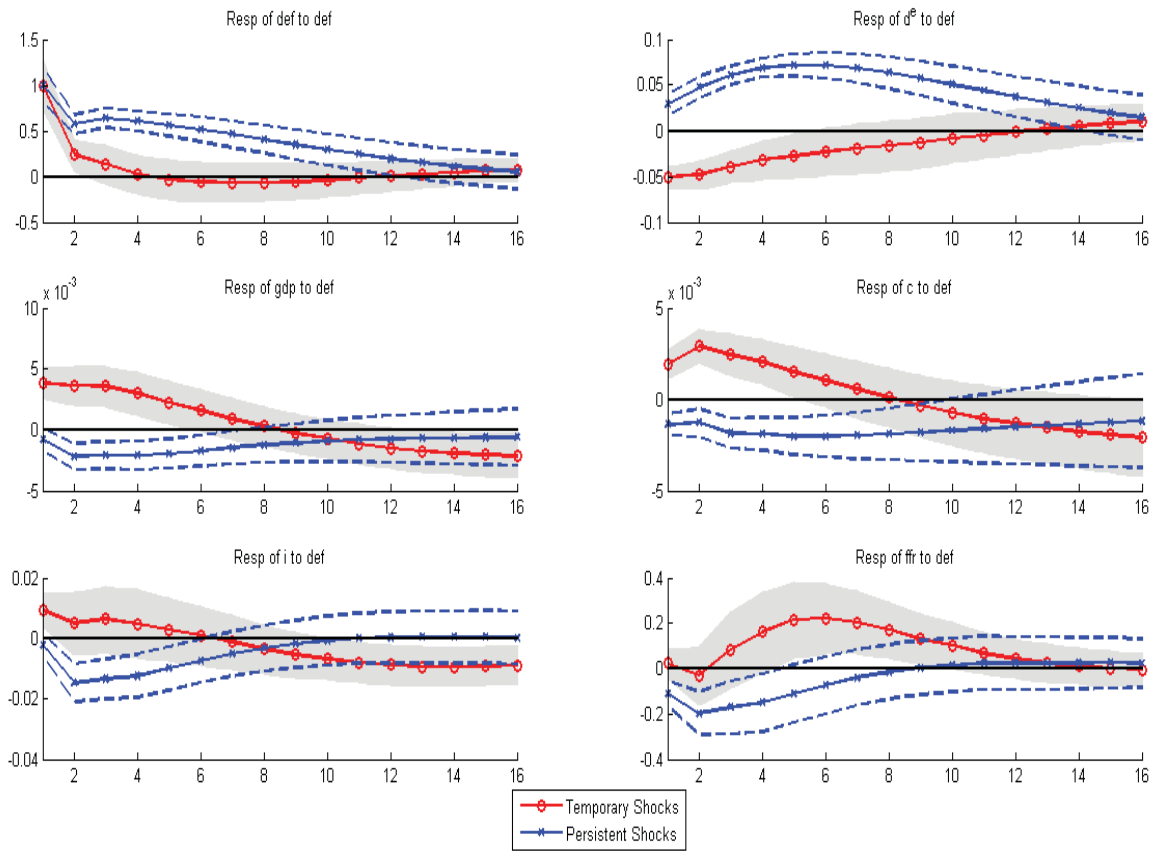 Resp of def to def
1.5
1
0.5
0
-0.5
2 4 6 8 10 12 14 16
Resp of dᵉ to def
0.1
0.05
0
-0.05
-0.1
2 4 6 8 10 12 14 16
Resp of gdp to def
x 10⁻³
10
5
0
-5
2 4 6 8 10 12 14 16
Resp of c to def
x 10⁻³
5
0
-5
2 4 6 8 10 12 14 16
Resp of i to def
0.02
0
-0.02
-0.04
2 4 6 8 10 12 14 16
Resp of ffr to def
0.4
0.2
0
-0.2
-0.4
2 4 6 8 10 12 14 16
Temporary Shocks
Persistent Shocks